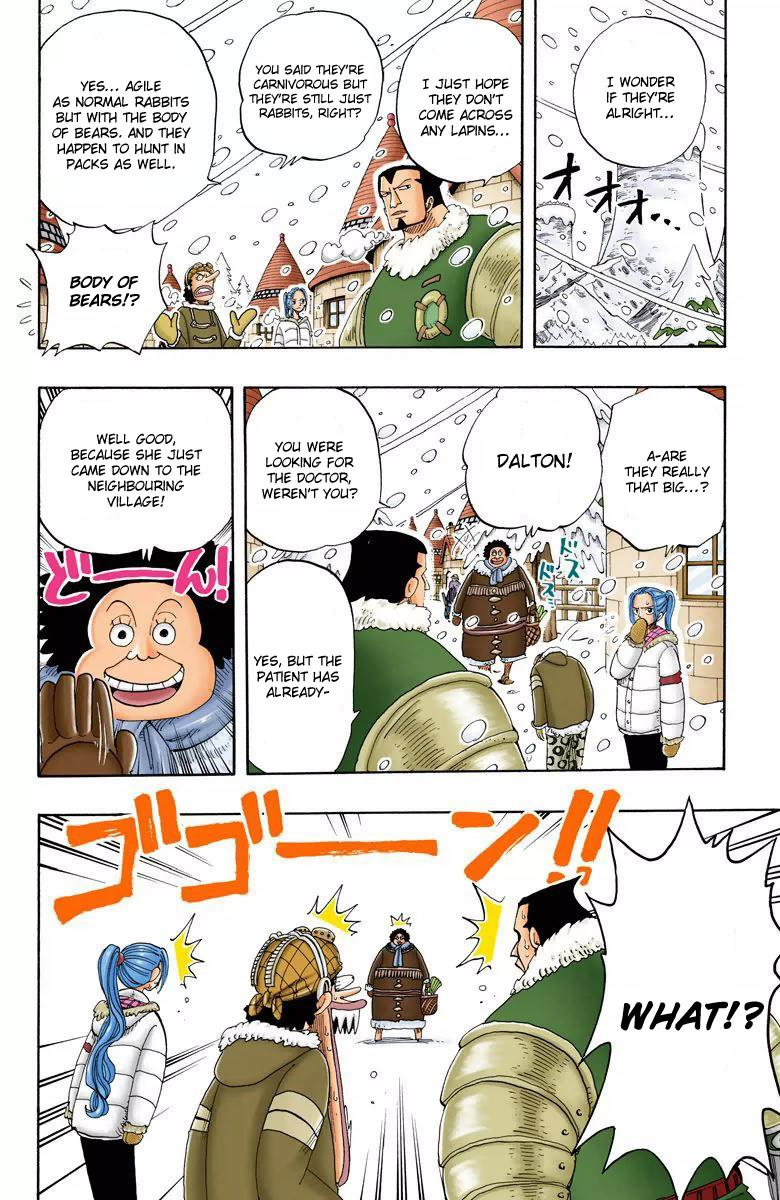 I WONDER
IF THEY'RE
ALRIGHT...
オオオ...
I JUST HOPE
THEY DON'T
COME ACROSS
ANY LAPINS...
YOU SAID THEY'RE
CARNIVOROUS BUT
THEY'RE STILL JUST
RABBITS, RIGHT?
YES... AGILE
AS NORMAL RABBITS
BUT WITH THE BODY
OF BEARS. AND THEY
HAPPEN TO HUNT IN
PACKS AS WELL.
BODY OF
BEARS!?
A-ARE
THEY REALLY
THAT BIG...?
DALTON!
ドス
ドス...
YOU WERE
LOOKING FOR
THE DOCTOR,
WEREN'T YOU?
YES, BUT THE
PATIENT HAS
ALREADY-
WELL GOOD,
BECAUSE SHE JUST
CAME DOWN TO THE
NEIGHBOURING
VILLAGE!
どーん!
WHAT!?
ゴゴーン!!